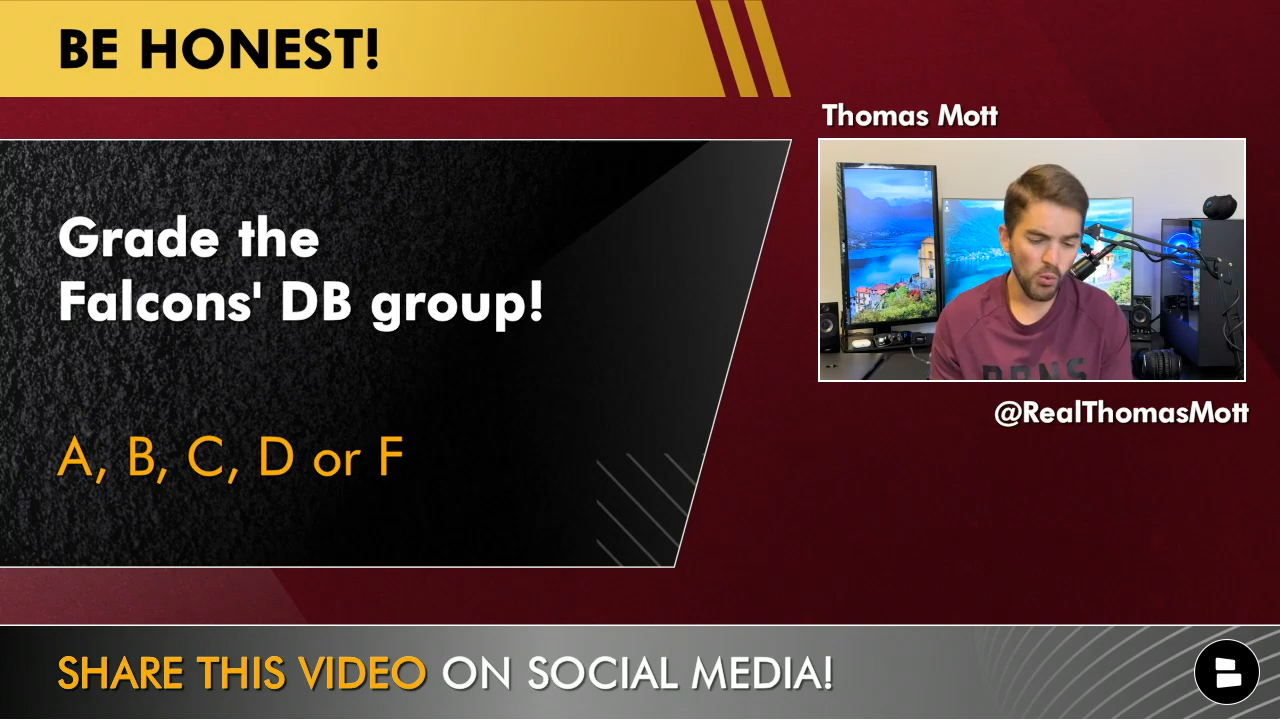 BE HONEST!
Thomas Mott
Grade the
Falcons' DB group!
@RealThomasMott
A, B, C, D or F
SHARE THIS VIDEO ON SOCIAL MEDIA!